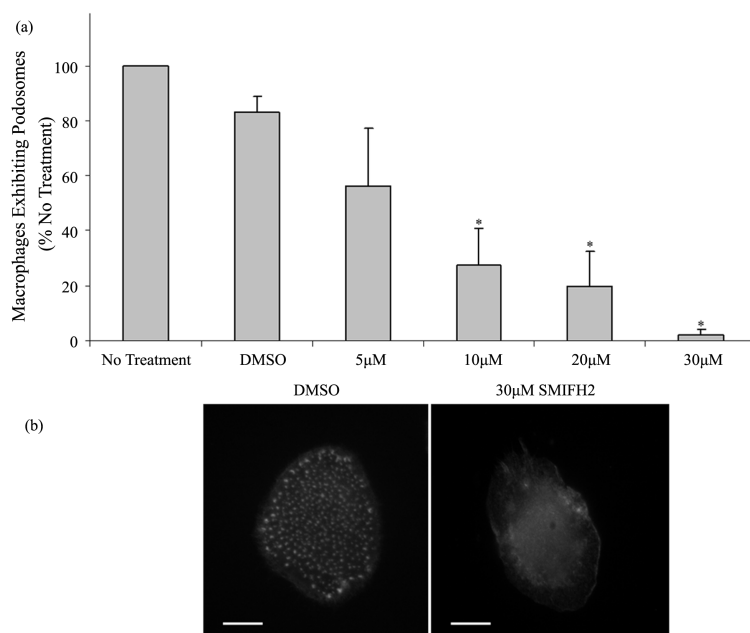 (a)
Macrophages Exhibiting Podosomes
(% No Treatment)
100
80
60
40
20
0
*
*
*
No Treatment DMSO 5μM 10μM 20μM 30μM
DMSO 30μM SMIFH2
(b)